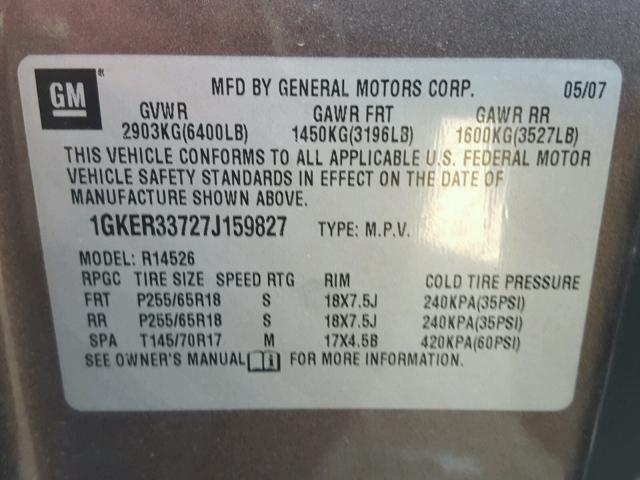 GM®
MFD BY GENERAL MOTORS CORP. 05/07
GVWR GAWR FRT GAWR RR
2903KG(6400LB) 1450KG(3196LB) 1600KG(3527LB)
THIS VEHICLE CONFORMS TO ALL APPLICABLE U.S. FEDERAL MOTOR
VEHICLE SAFETY STANDARDS IN EFFECT ON THE DATE OF
MANUFACTURE SHOWN ABOVE.
1GKER33727J159827 TYPE: M.P.V.
MODEL: R14526
RPGC TIRE SIZE SPEED RTG RIM COLD TIRE PRESSURE
FRT P255/65R18 S 18X7.5J 240KPA(35PSI)
RR P255/65R18 S 18X7.5J 240KPA(35PSI)
SPA T145/70R17 M 17X4.5B 420KPA(60PSI)
SEE OWNER'S MANUAL FOR MORE INFORMATION.